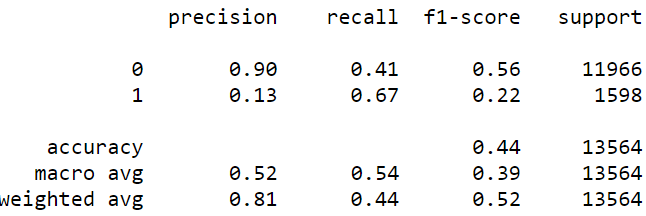 precision recall f1-score support
0 0.90 0.41 0.56 11966
1 0.13 0.67 0.22 1598
accuracy 0.44 13564
macro avg 0.52 0.54 0.39 13564
weighted avg 0.81 0.44 0.52 13564